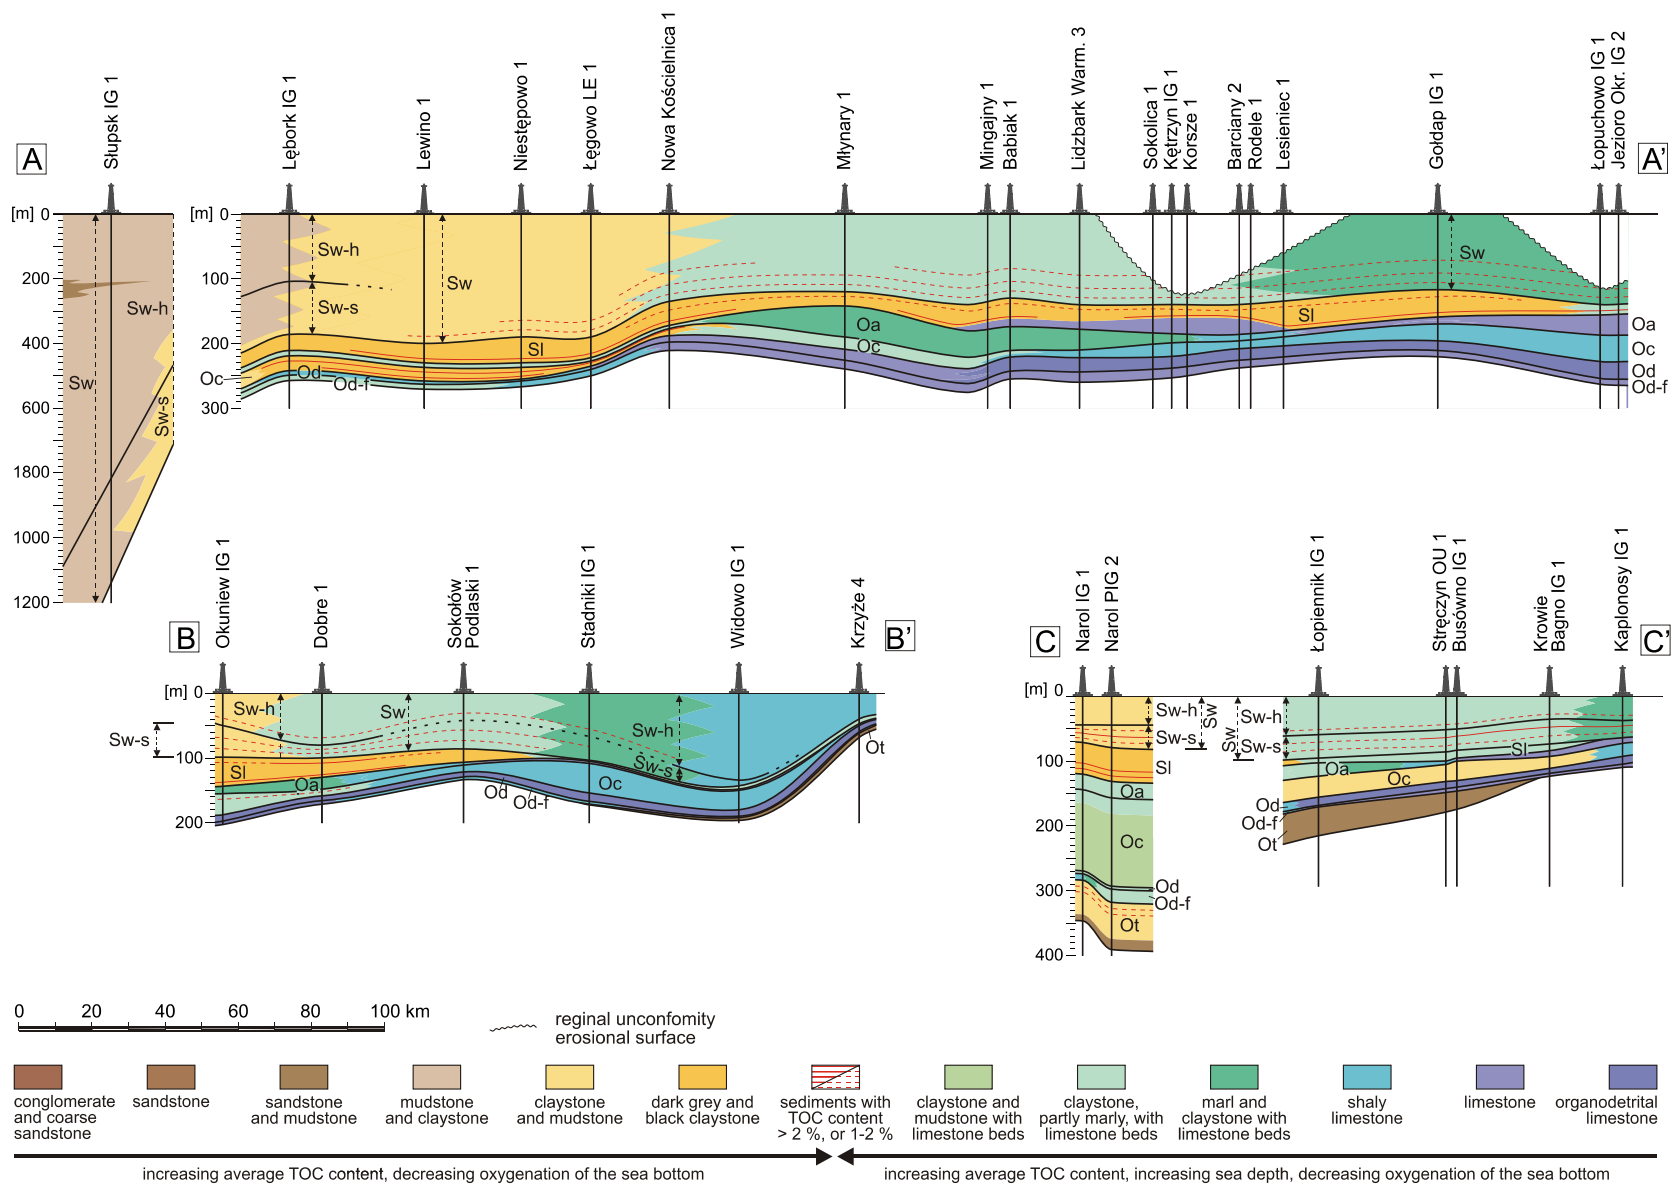 A
Słupsk IG 1
Lębork IG 1
Lewino 1
Niestępowo 1
Łęgowo LE 1
Nowa Kościelnica 1
Młynary 1
Mingajny 1
Babiak 1
Lidzbark Warm. 3
Sokolica 1
Kętrzyn IG 1
Korsze 1
Barciany 2
Rodele 1
Lesieniec 1
Gołdap IG 1
Łopuchowo IG 1
Jezioro Okr. IG 2
A'
[m] 0
200
400
600
800
1000
1200
Sw
Sw-h
Sw-s
[m] 0
100
200
300
Sw-h
Sw-s
Sw
Sl
Oc
Od
Od-f
Oa
Oc
Sl
Sw
Oa
Oc
Od
Od-f
B
Okuniew IG 1
Dobre 1
Sokołów
Podlaski 1
Stadniki IG 1
Widowo IG 1
Krzyże 4
B'
[m] 0
100
200
Sw-s
Sw-h
Sw
Sw-h
Sw-s
Sl
Oa
Oc
Od
Od-f
Ot
C
Narol IG 1
Narol PIG 2
Łopiennik IG 1
Stręczyn OU 1
Busówno IG 1
Krowie
Bagno IG 1
Kaplonosy IG 1
C'
[m] 0
100
200
300
400
Sw-h
Sw-s
Sw
Sl
Oa
Oc
Od
Od-f
Ot
Sw
Sw-h
Sw-s
Sl
Oa
Oc
Od
Od-f
Ot
0 20 40 60 80 100 km
reginal unconfomity
erosional surface
conglomerate
and coarse
sandstone
sandstone
sandstone
and mudstone
mudstone
and claystone
claystone
and mudstone
dark grey and
black claystone
sediments with
TOC content
> 2 %, or 1-2 %
claystone and
mudstone with
limestone beds
claystone,
partly marly, with
limestone beds
marl and
claystone with
limestone beds
shaly
limestone
limestone
organodetrital
limestone
increasing average TOC content, decreasing oxygenation of the sea bottom
increasing average TOC content, increasing sea depth, decreasing oxygenation of the sea bottom